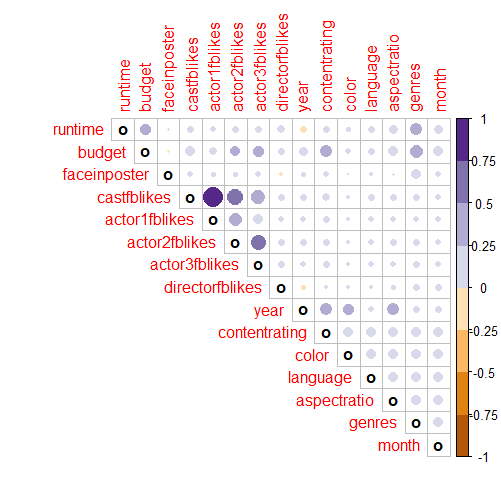 runtime
budget
faceinposter
castfblikes
actor1fblikes
actor2fblikes
actor3fblikes
directorfblikes
year
contentrating
color
language
aspectratio
genres
month
runtime o
budget o
faceinposter o
castfblikes o
actor1fblikes o
actor2fblikes o
actor3fblikes o
directorfblikes o
year o
contentrating o
color o
language o
aspectratio o
genres o
month o
1
0.75
0.5
0.25
0
-0.25
-0.5
-0.75
-1